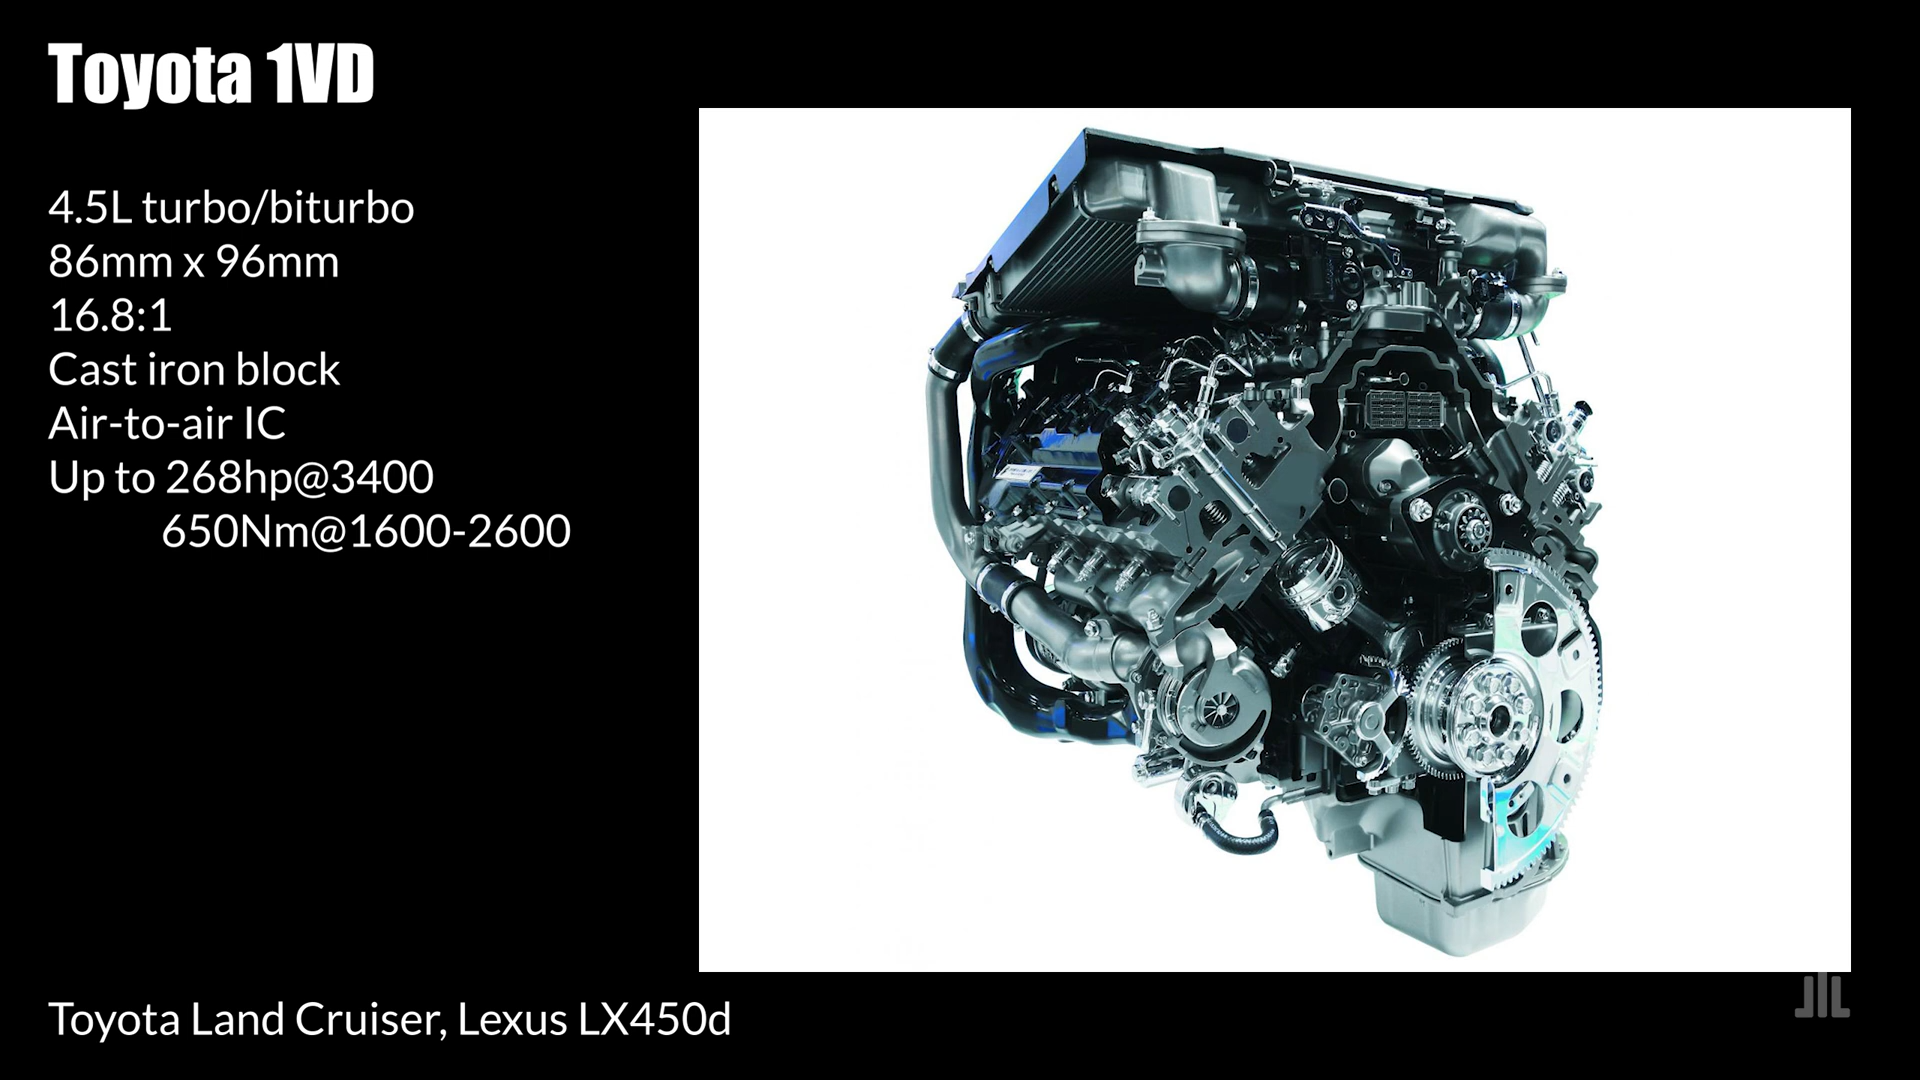 Toyota 1VD
4.5L turbo/biturbo
86mm x 96mm
16.8:1
Cast iron block
Air-to-air IC
Up to 268hp@3400
650Nm@1600-2600
Toyota Land Cruiser, Lexus LX450d